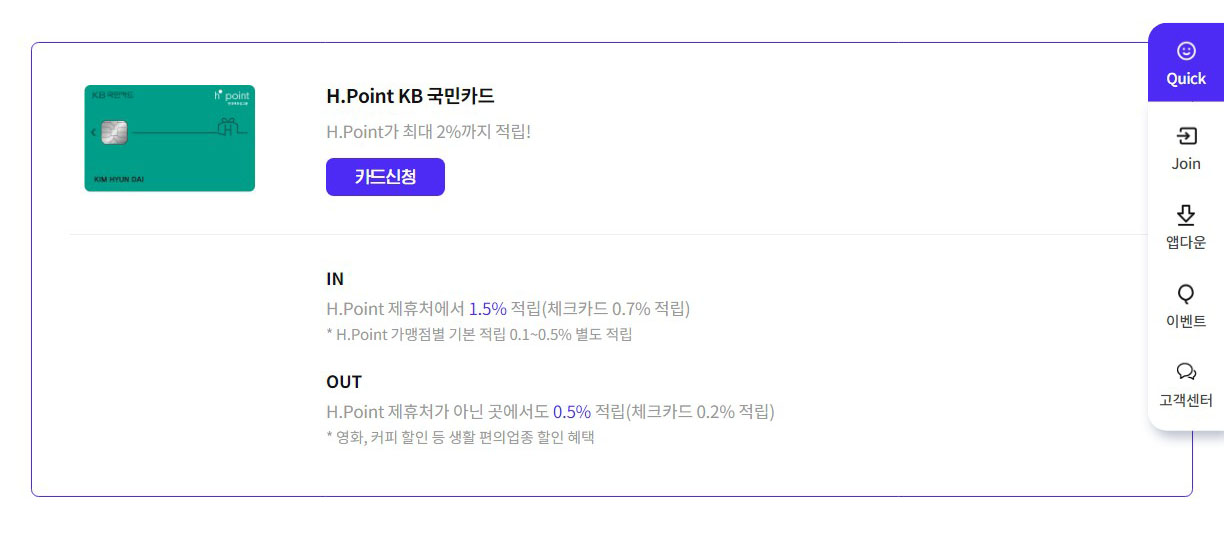 KB 국민카드
h point
KIM HYUN DAI
H.Point KB 국민카드
H.Point가 최대 2%까지 적립!
카드신청
IN
H.Point 제휴처에서 1.5% 적립(체크카드 0.7% 적립)
* H.Point 가맹점별 기본 적립 0.1~0.5% 별도 적립
OUT
H.Point 제휴처가 아닌 곳에서도 0.5% 적립(체크카드 0.2% 적립)
* 영화, 커피 할인 등 생활 편의업종 할인 혜택
Quick
Join
앱다운
이벤트
고객센터